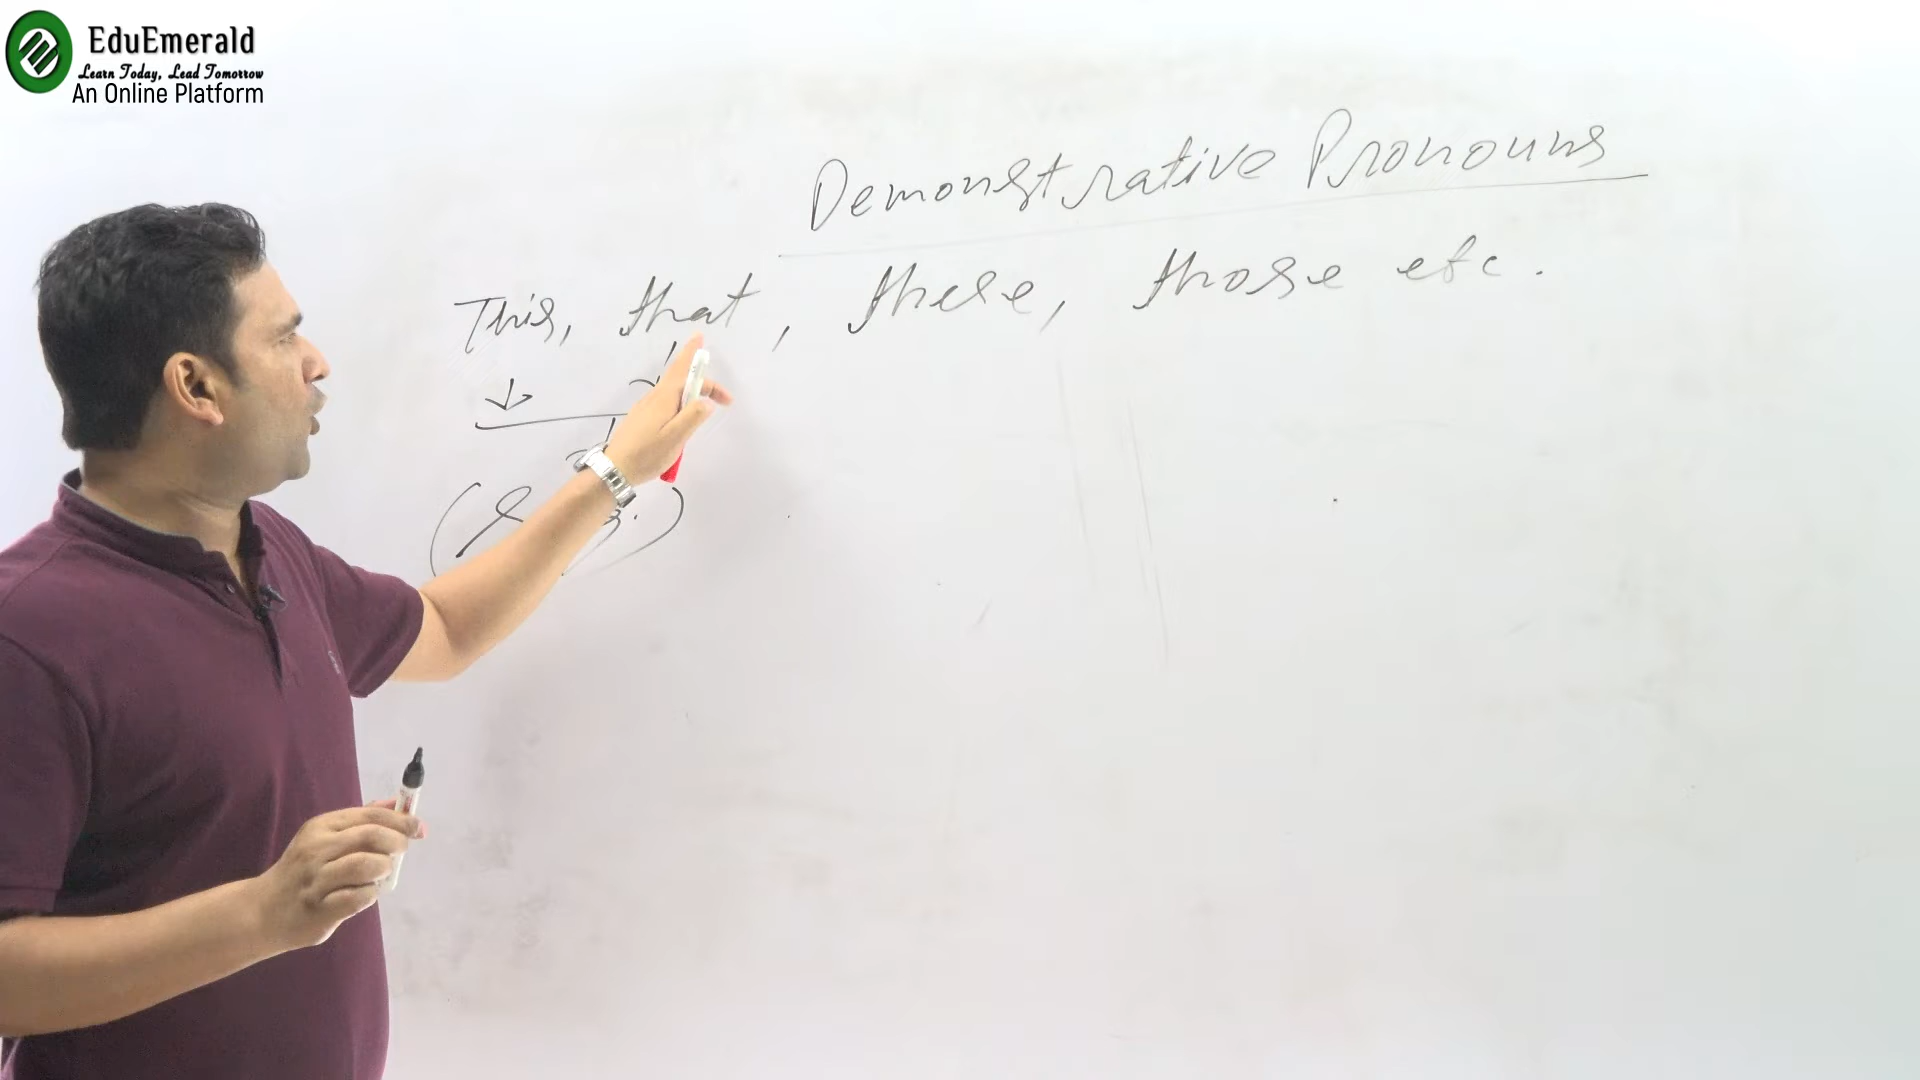 EduEmerald
Learn Today, Lead Tomorrow
An Online Platform
Demonstrative Pronouns
This, that, these, those etc.